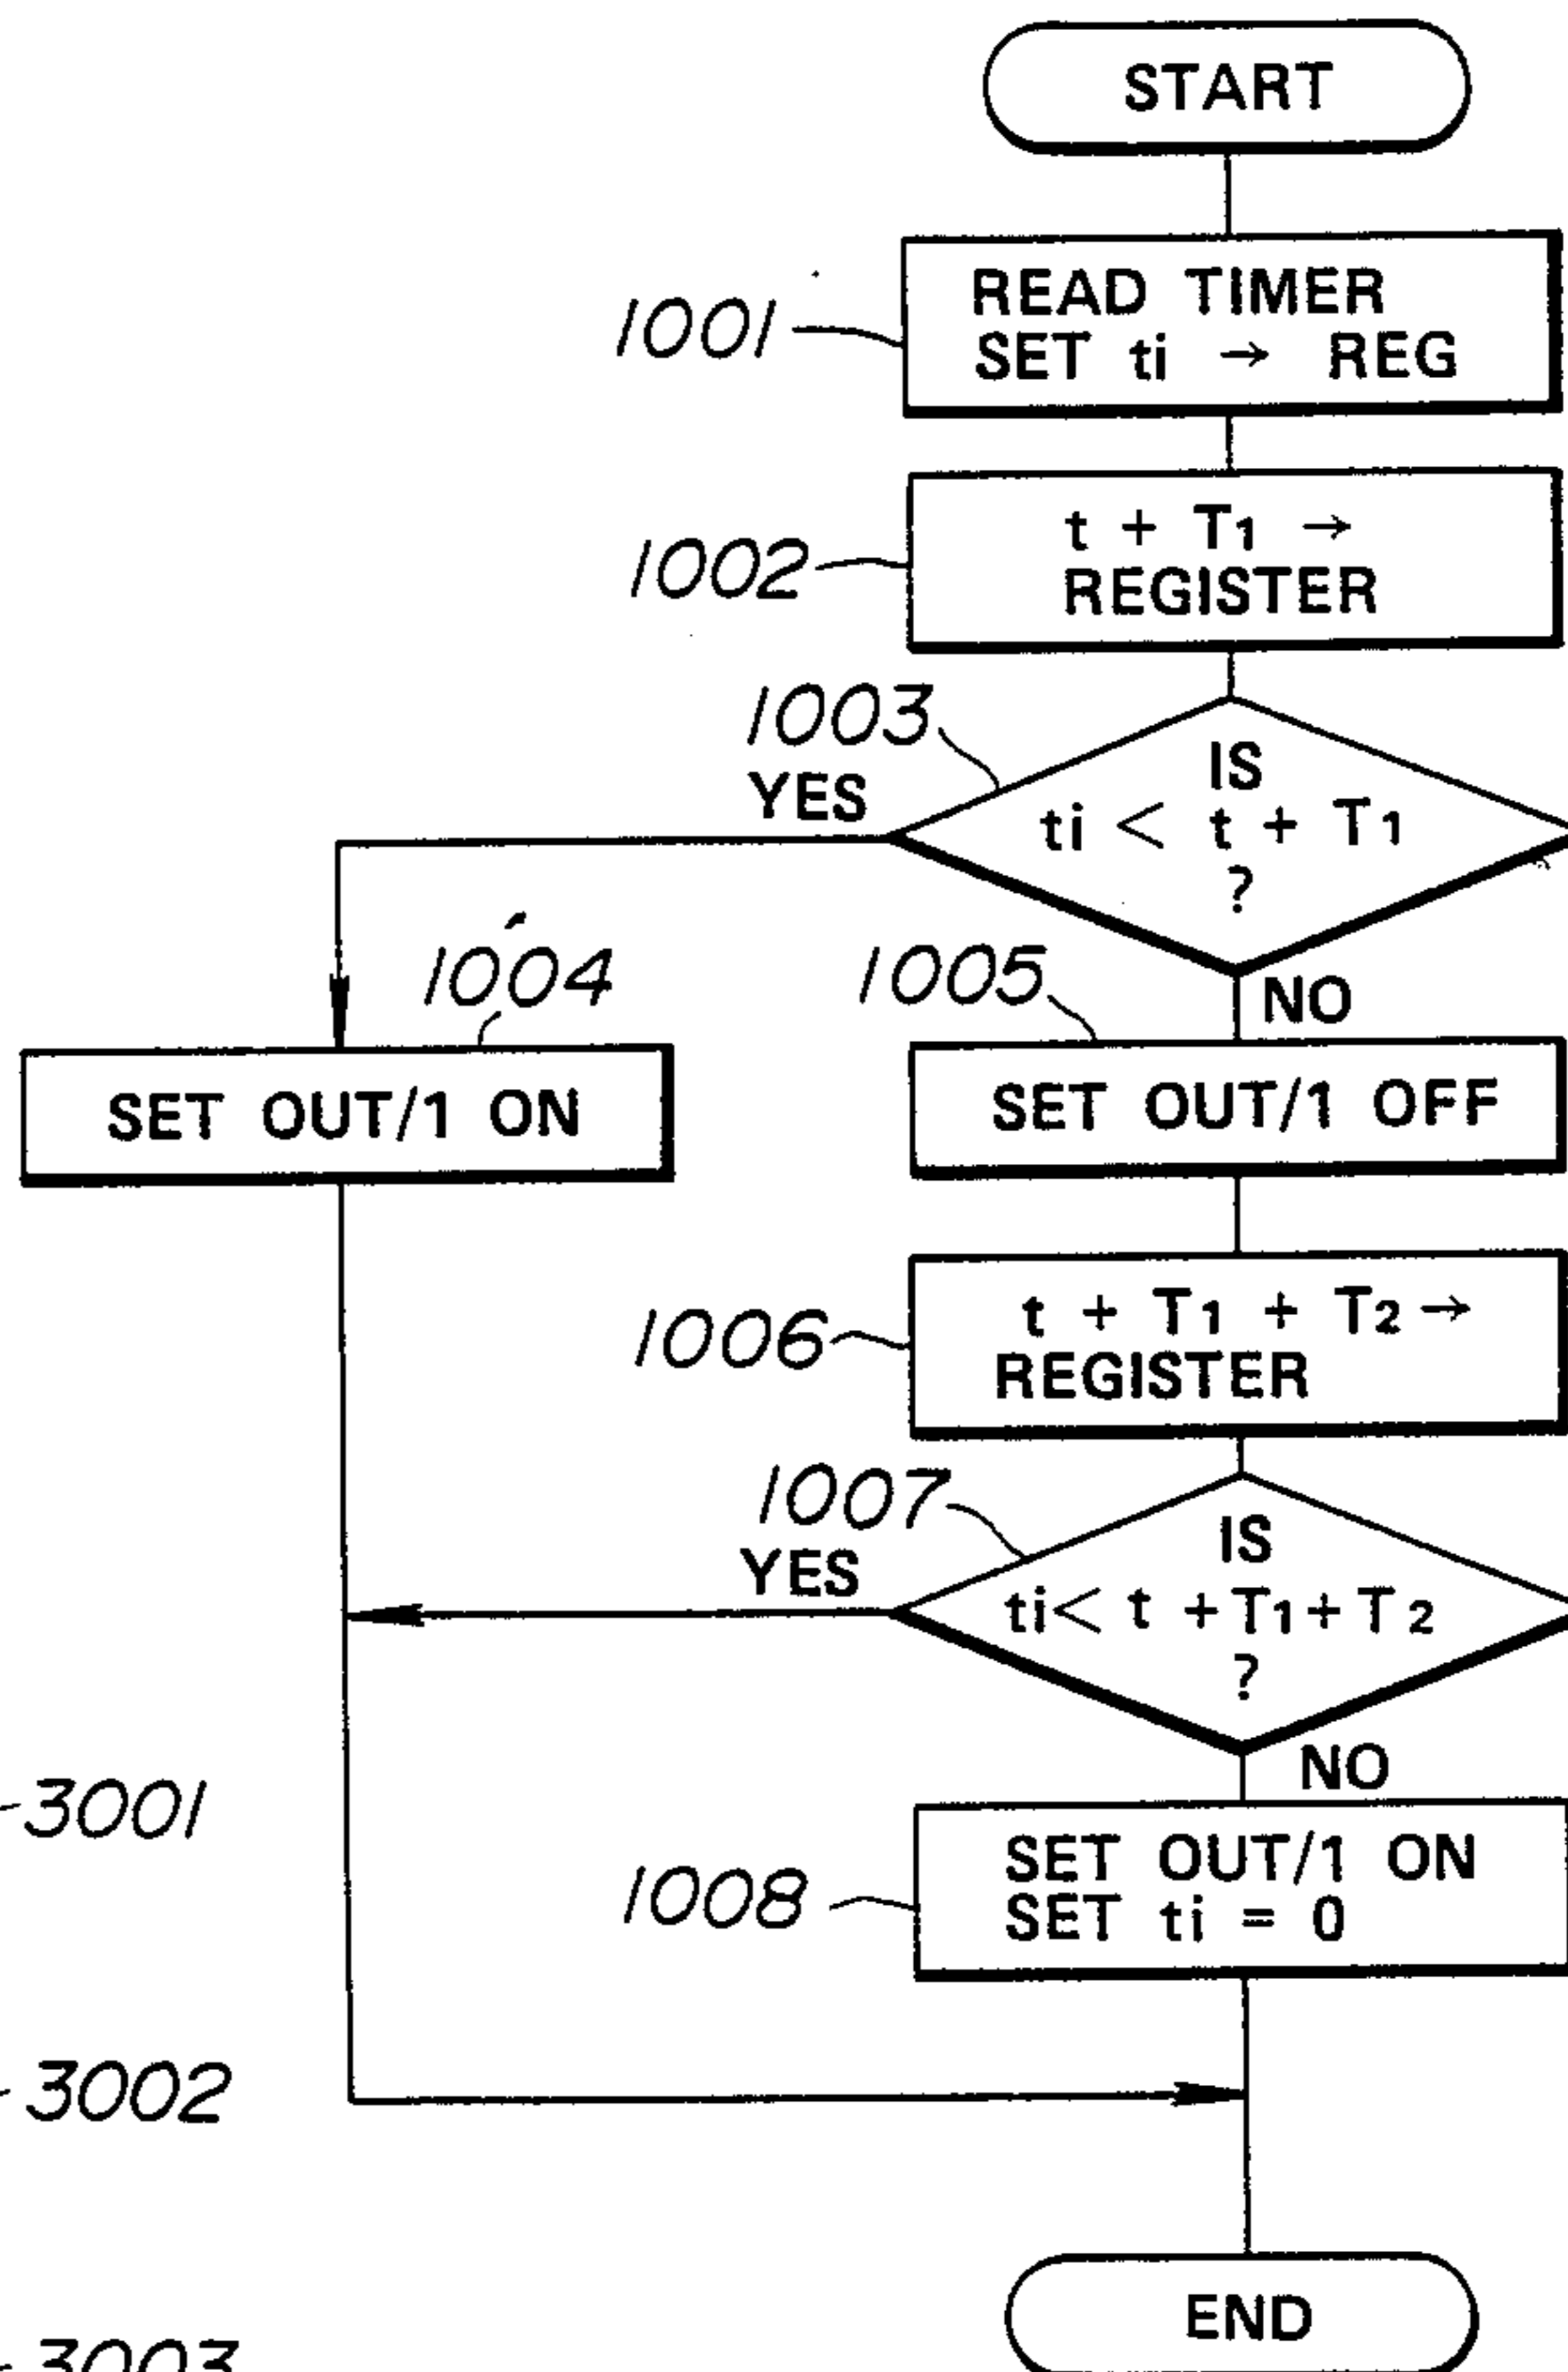 START
READ TIMER
SET ti → REG
1001
t + T1 →
REGISTER
1002
1003
YES
IS
ti < t + T1
?
NO
1004
SET OUT/1 ON
1005
SET OUT/1 OFF
t + T1 + T2 →
REGISTER
1006
1007
YES
IS
ti < t + T1 + T2
?
NO
3001
SET OUT/1 ON
SET ti = 0
1008
3002
END
3003